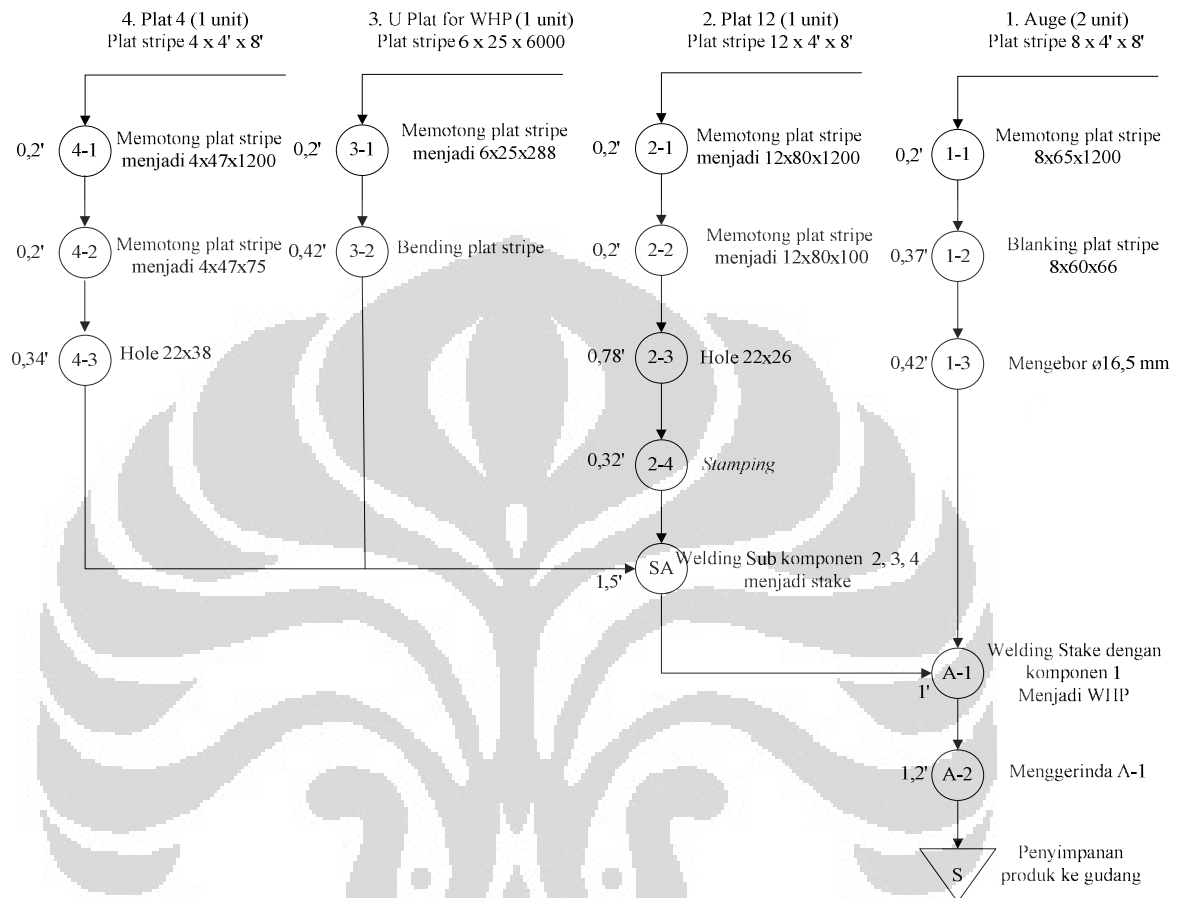 4. Plat 4 (1 unit)
Plat stripe 4 x 4' x 8'
3. U Plat for WHP (1 unit)
Plat stripe 6 x 25 x 6000
2. Plat 12 (1 unit)
Plat stripe 12 x 4' x 8'
1. Auge (2 unit)
Plat stripe 8 x 4' x 8'
0,2'
4-1
Memotong plat stripe
menjadi 4x47x1200
0,2'
3-1
Memotong plat stripe
menjadi 6x25x288
0,2'
2-1
Memotong plat stripe
menjadi 12x80x1200
0,2'
1-1
Memotong plat stripe
8x65x1200
0,2'
4-2
Memotong plat stripe
menjadi 4x47x75
0,42'
3-2
Bending plat stripe
0,2'
2-2
Memotong plat stripe
menjadi 12x80x100
0,37'
1-2
Blanking plat stripe
8x60x66
0,34'
4-3
Hole 22x38
0,78'
2-3
Hole 22x26
0,42'
1-3
Mengebor ø16,5 mm
0,32'
2-4
Stamping
1,5'
SA
Welding Sub komponen 2, 3, 4
menjadi stake
1'
A-1
Welding Stake dengan
komponen 1
Menjadi WHP
1,2'
A-2
Menggerinda A-1
S
Penyimpanan
produk ke gudang